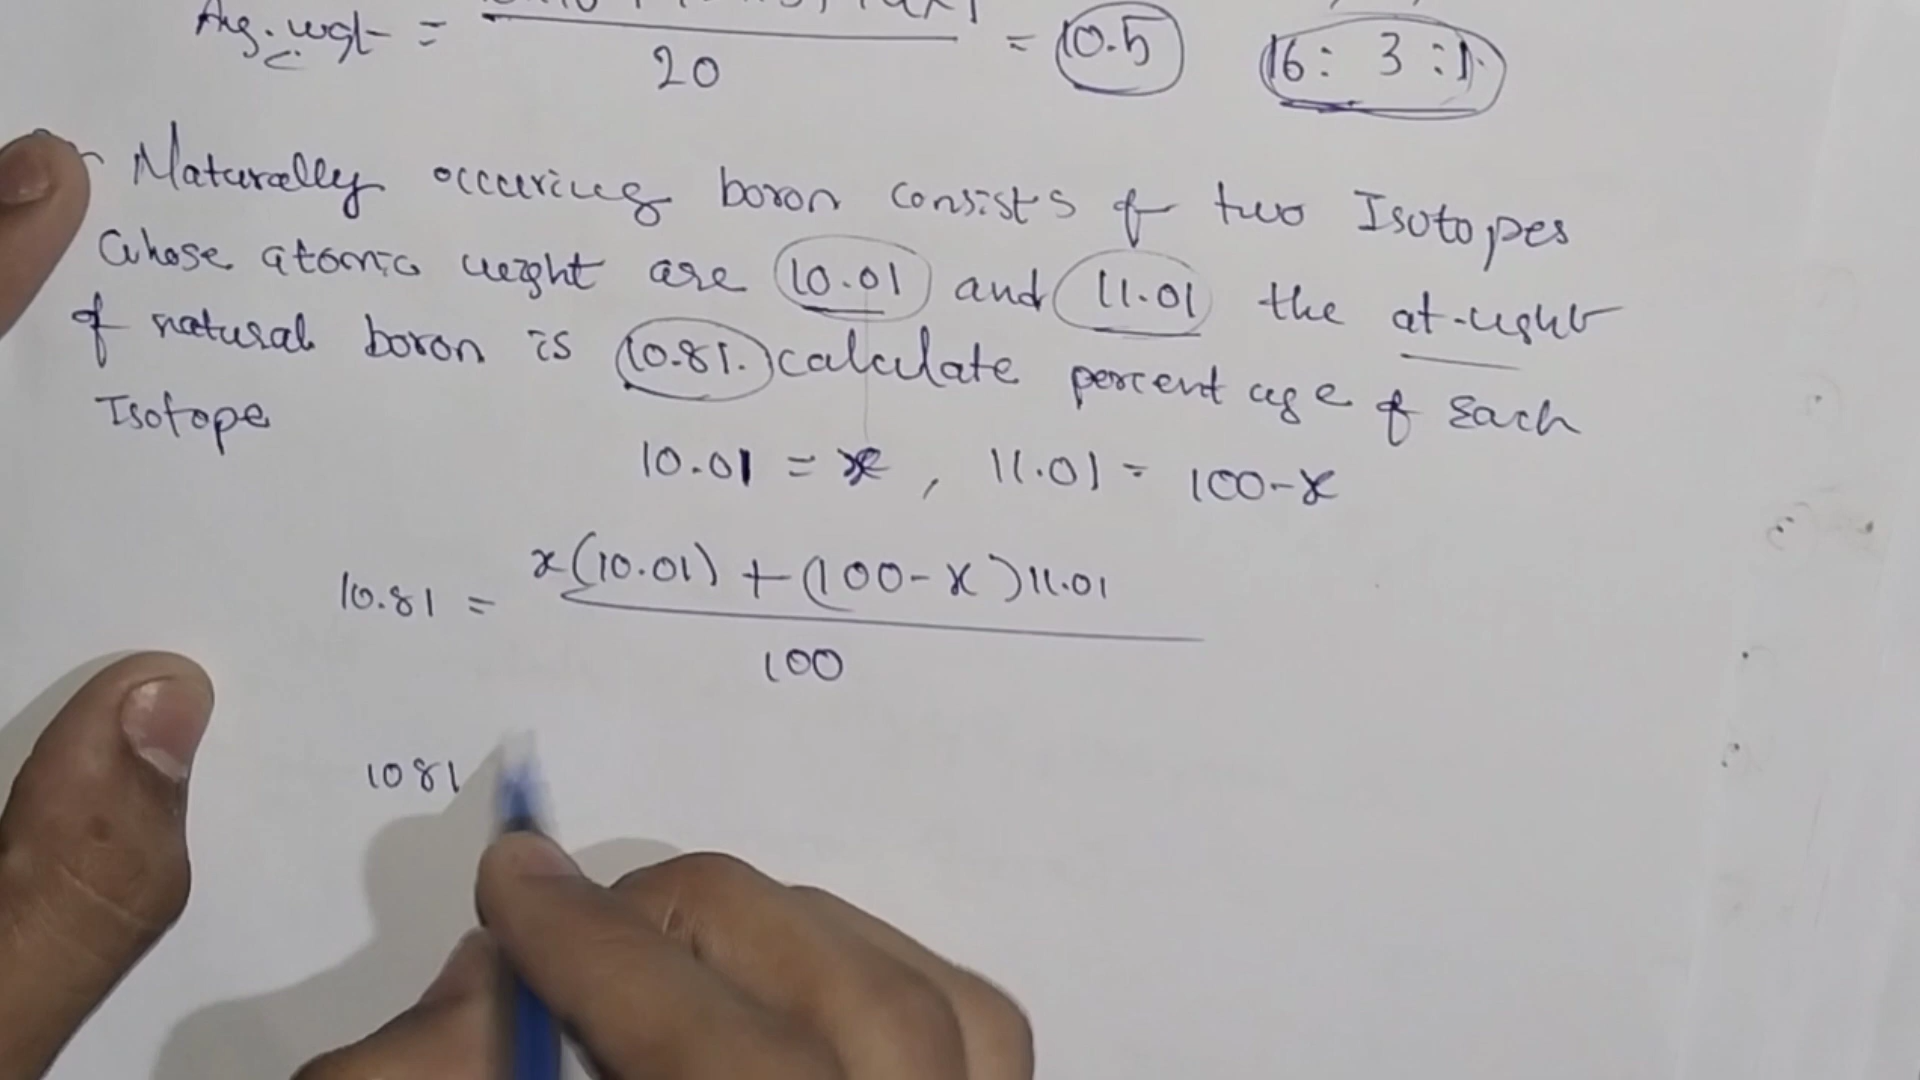 Avg. wgt = 20 = 10.5 16: 3 :1
Naturally occuring boron consists of two Isotopes
whose atomic weight are 10.01 and 11.01 the at-wght
of natural boron is 10.81. calculate percentage of Each
Isotope
10.01 = x , 11.01 = 100-x
10.81 = x(10.01) + (100-x)11.01
100
1081